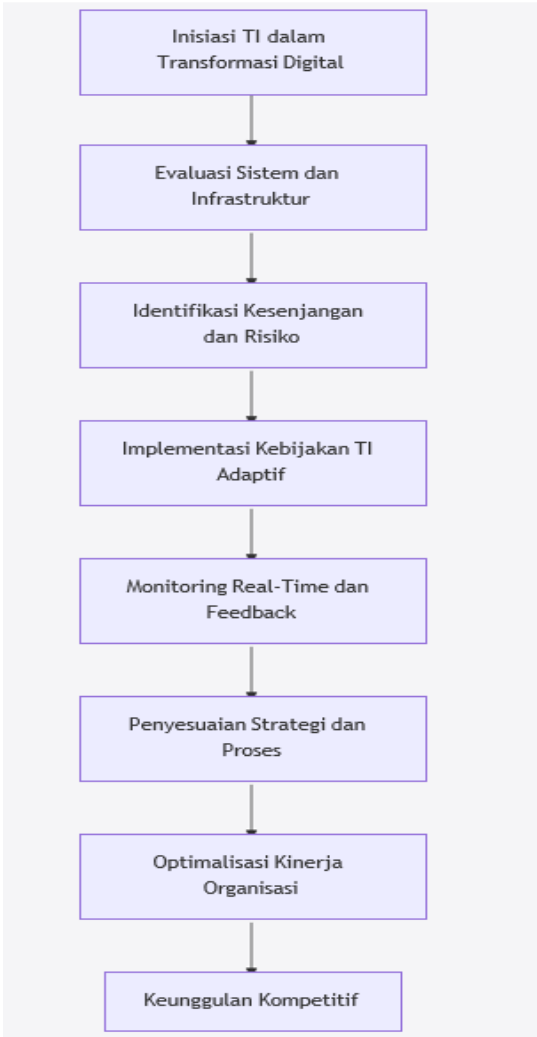 Inisiasi TI dalam
Transformasi Digital
Evaluasi Sistem dan
Infrastruktur
Identifikasi Kesenjangan
dan Risiko
Implementasi Kebijakan TI
Adaptif
Monitoring Real-Time dan
Feedback
Penyesuaian Strategi dan
Proses
Optimalisasi Kinerja
Organisasi
Keunggulan Kompetitif